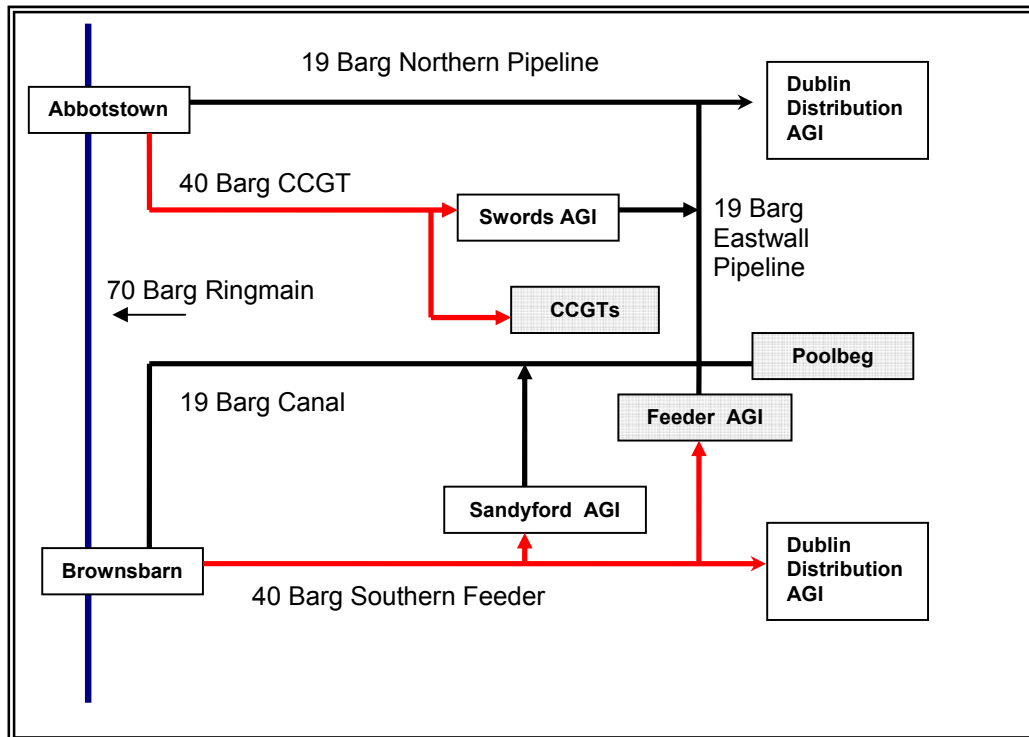 19 Barg Northern Pipeline
Dublin
Distribution
AGI
Abbotstown
40 Barg CCGT
Swords AGI
19 Barg
Eastwall
Pipeline
70 Barg Ringmain
CCGTs
Poolbeg
19 Barg Canal
Feeder AGI
Sandyford AGI
Dublin
Distribution
AGI
Brownsbarn
40 Barg Southern Feeder